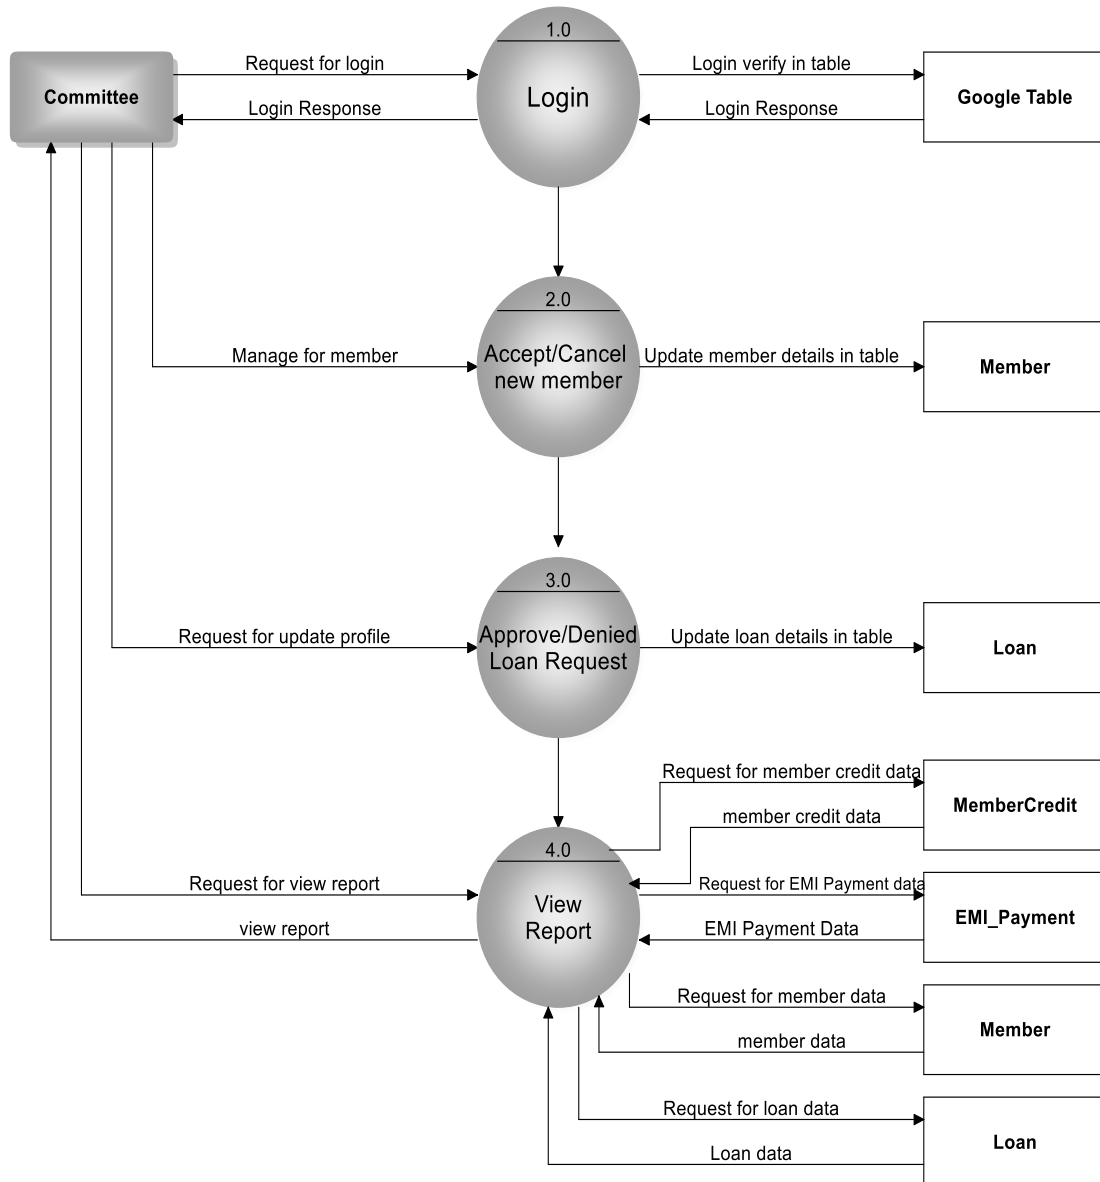 1.0
Request for login
Login verify in table
Committee
Login
Google Table
Login Response
Login Response
2.0
Manage for member
Accept/Cancel
new member
Update member details in table
Member
3.0
Request for update profile
Approve/Denied
Loan Request
Update loan details in table
Loan
Request for member credit data
MemberCredit
member credit data
4.0
Request for view report
Request for EMI Payment data
View
Report
EMI_Payment
view report
EMI Payment Data
Request for member data
Member
member data
Request for loan data
Loan
Loan data